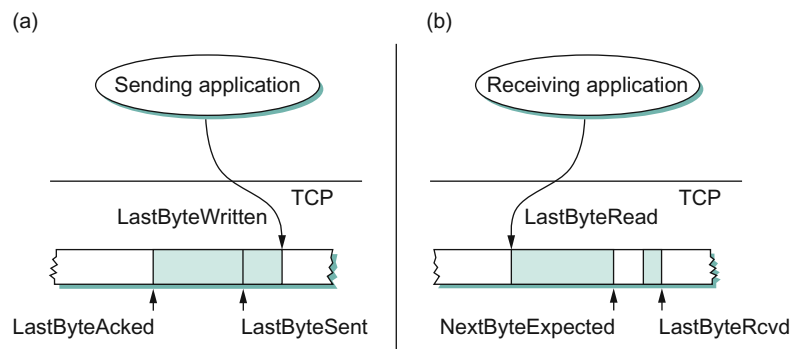 (a)
Sending application
TCP
LastByteWritten
LastByteAcked
LastByteSent
(b)
Receiving application
TCP
LastByteRead
NextByteExpected
LastByteRcvd